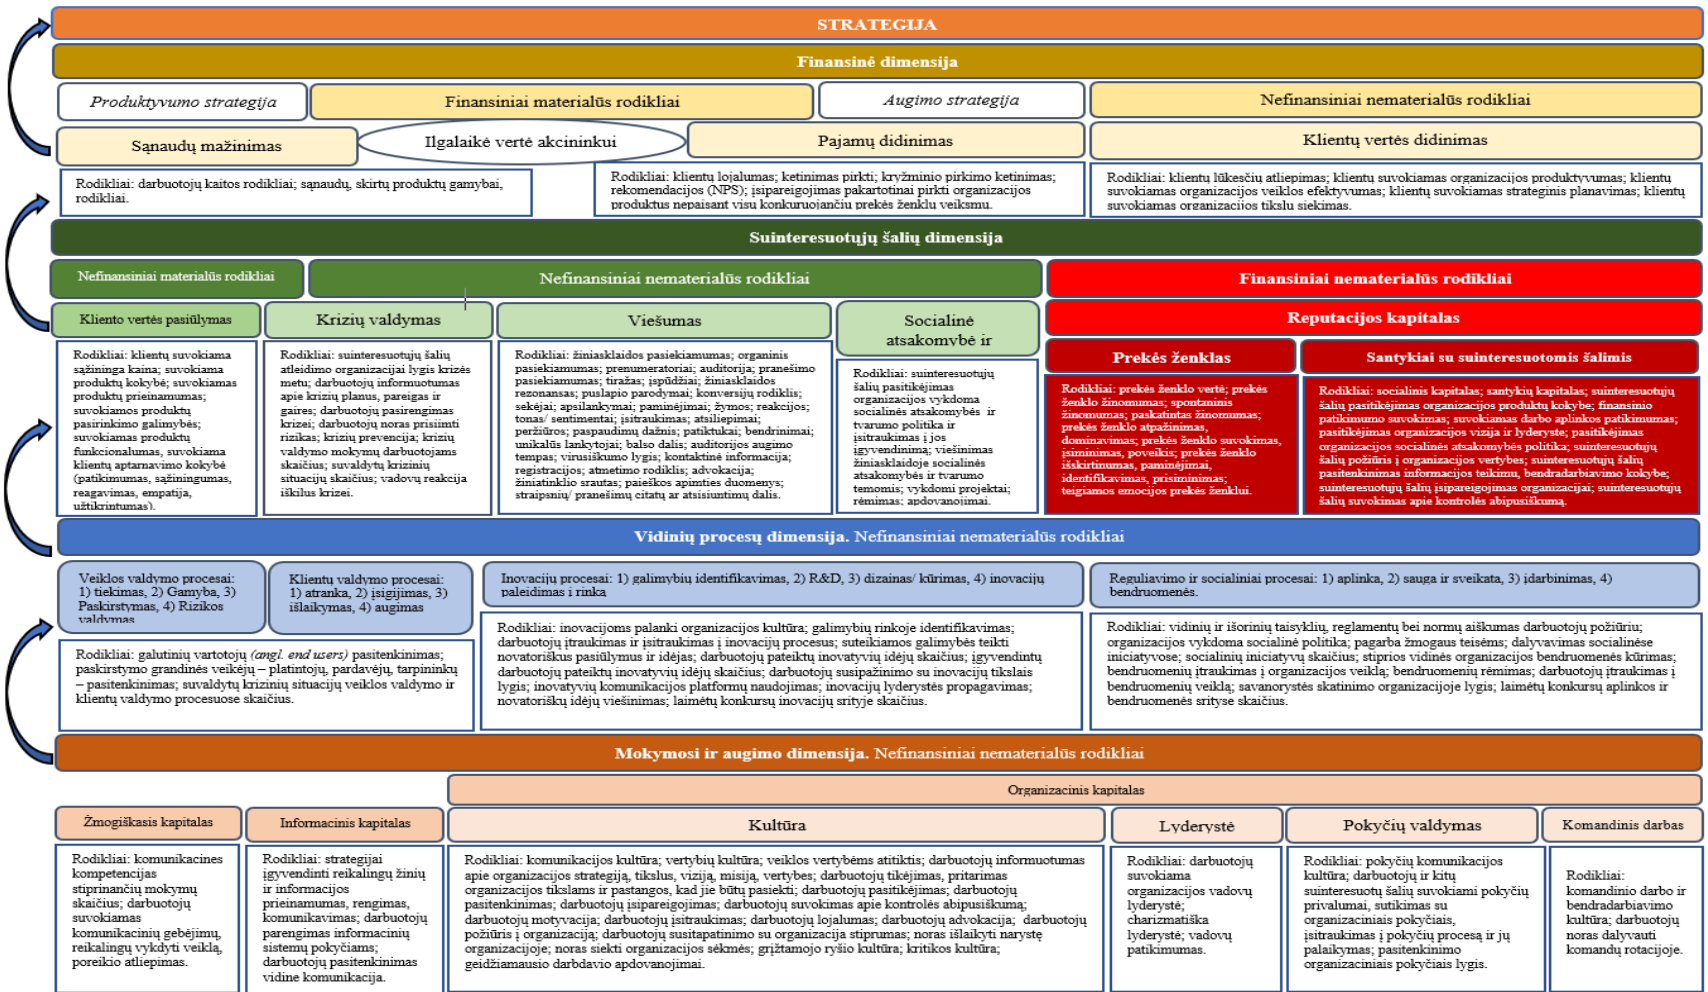 STRATEGIJA
Finansinė dimensija
Produktyvumo strategija
Finansiniai materialūs rodikliai
Augimo strategija
Nefinansiniai nematerialūs rodikliai
Sąnaudų mažinimas
Ilgalaikė vertė akcininkui
Pajamų didinimas
Klientų vertės didinimas
Rodikliai: darbuotojų kaitos rodikliai; sąnaudų, skirtų produktų gamybai,
rodikliai.
Rodikliai: klientų lojalumas; ketinimas pirkti; kryžminio pirkimo ketinimas;
rekomendacijos (NPS); įsipareigojimas pakartotinai pirkti organizacijos
produktus nepaisant visų konkuruojančiu prekės ženklu veiksmu.
Rodikliai: klientų lūkesčių atliepimas; klientų suvokiamas organizacijos produktyvumas; klientų
suvokiamas organizacijos veiklos efektyvumas; klientų suvokiamas strateginis planavimas; klientų
suvokiamas organizacijos tikslu siekimas.
Suinteresuotųjų šalių dimensija
Nefinansiniai materialūs rodikliai
Nefinansiniai nematerialūs rodikliai
Finansiniai nematerialūs rodikliai
Kliento vertės pasiūlymas
Krizių valdymas
Viešumas
Socialinė
atsakomybė ir
Reputacijos kapitalas
Prekės ženklas
Santykiai su suinteresuotomis šalimis
Rodikliai: klientų suvokiama
sąžininga kaina; suvokiama
produktų kokybė; suvokiamas
produktų prieinamumas;
suvokiamos produktų
pasirinkimo galimybės;
suvokiamas produktų
funkcionalumas, suvokiama
klientų aptarnavimo kokybė
(patikimumas, sąžiningumas,
reagavimas, empatija,
užtikrintumas).
Rodikliai: suinteresuotųjų šalių
atleidimo organizacijai lygis krizės
metu; darbuotojų informuotumas
apie krizių planus, pareigas ir
gaires; darbuotojų pasirengimas
krizei; darbuotojų noras prisiimti
rizikas; krizių prevencija; krizių
valdymo mokymų darbuotojams
skaičius; suvaldytų krizinių
situacijų skaičius; vadovų reakcija
iškilus krizei.
Rodikliai: žiniasklaidos pasiekiamumas; organinis
pasiekiamumas; prenumeratoriai; auditorija; pranešimo
pasiekiamumas; tiražas; įspūdžiai; žiniasklaidos
rezonansas; puslapio parodymai; konversijų rodiklis;
sekėjai; apsilankymai; paminėjimai; žymos; reakcijos;
tonas/ sentimentai; įsitraukimas; atsiliepimai;
peržiūros; paspaudimų dažnis; patiktukai; bendrinimai;
unikalūs lankytojai; balso dalis; auditorijos augimo
tempas; virusiškumo lygis; kontaktinė informacija;
registracijos; atmetimo rodiklis; advokacija;
žiniatinklio srautas; paieškos apimties duomenys;
straipsnių/ pranešimų citatų ar atsisiuntimų dalis.
Rodikliai: suinteresuotųjų
šalių pasitikėjimas
organizacijos vykdoma
socialinės atsakomybės ir
tvarumo politika ir
įsitraukimas į jos
įgyvendinimą; viešinimas
žiniasklaidoje socialinės
atsakomybės ir tvarumo
temomis; vykdomi projektai;
rėmimas; apdovanojimai.
Rodikliai: prekės ženklo vertė; prekės
ženklo žinomumas; spontaninis
žinomumas; paskatintas žinomumas;
prekės ženklo atpažinimas,
dominavimas; prekės ženklo suvokimas,
įsiminimas, poveikis; prekės ženklo
išskirtinumas, paminėjimai,
identifikavimas, prisiminimas;
teigiamos emocijos prekės ženklui.
Rodikliai: socialinis kapitalas; santykių kapitalas; suinteresuotųjų
šalių pasitikėjimas organizacijos produktų kokybe; finansinio
patikimumo suvokimas; suvokiamas darbo aplinkos patikimumas;
pasitikėjimas organizacijos vizija ir lyderyste; pasitikėjimas
organizacijos socialinės atsakomybės politika; suinteresuotųjų
šalių požiūris į organizacijos vertybes; suinteresuotųjų šalių
pasitenkinimas informacijos teikimu, bendradarbiavimo kokybe;
suinteresuotųjų šalių įsipareigojimas organizacijai; suinteresuotųjų
šalių suvokimas apie kontrolės abipusiškumą.
Vidinių procesų dimensija. Nefinansiniai nematerialūs rodikliai
Veiklos valdymo procesai:
1) tiekimas, 2) Gamyba, 3)
Paskirstymas, 4) Rizikos
valdymas
Klientų valdymo procesai:
1) atranka, 2) įsigijimas, 3)
išlaikymas, 4) augimas
Inovacijų procesai: 1) galimybių identifikavimas, 2) R&D, 3) dizainas/ kūrimas, 4) inovacijų
paleidimas i rinka
Reguliavimo ir socialiniai procesai: 1) aplinka, 2) sauga ir sveikata, 3) įdarbinimas, 4)
bendruomenės.
Rodikliai: galutinių vartotojų (angl. end users) pasitenkinimas;
paskirstymo grandinės veikėjų – platintojų, pardavėjų, tarpininkų
– pasitenkinimas; suvaldytų krizinių situacijų veiklos valdymo ir
klientų valdymo procesuose skaičius.
Rodikliai: inovacijoms palanki organizacijos kultūra; galimybių rinkoje identifikavimas;
darbuotojų įtraukimas ir įsitraukimas į inovacijų procesus; suteikiamos galimybės teikti
novatoriškus pasiūlymus ir idėjas; darbuotojų pateiktų inovatyvių idėjų skaičius; įgyvendintų
darbuotojų pateiktų inovatyvių idėjų skaičius; darbuotojų susipažinimo su inovacijų tikslais
lygis; inovatyvių komunikacijos platformų naudojimas; inovacijų lyderystės propagavimas;
novatoriškų idėjų viešinimas; laimėtų konkursų inovacijų srityje skaičius.
Rodikliai: vidinių ir išorinių taisyklių, reglamentų bei normų aiškumas darbuotojų požiūriu;
organizacijos vykdoma socialinė politika; pagarba žmogaus teisėms; dalyvavimas socialinėse
iniciatyvose; socialinių iniciatyvų skaičius; stiprios vidinės organizacijos bendruomenės kūrimas;
bendruomenių įtraukimas į organizacijos veiklą; bendruomenių rėmimas; darbuotojų įtraukimas į
bendruomenių veiklą; savanorystės skatinimo organizacijoje lygis; laimėtų konkursų aplinkos ir
bendruomenės srityse skaičius.
Mokymosi ir augimo dimensija. Nefinansiniai nematerialūs rodikliai
Organizacinis kapitalas
Žmogiškasis kapitalas
Informacinis kapitalas
Kultūra
Lyderystė
Pokyčių valdymas
Komandinis darbas
Rodikliai: komunikacines
kompetencijas
stiprinančių mokymų
skaičius; darbuotojų
suvokiamas
komunikacinių gebėjimų,
reikalingų vykdyti veiklą,
poreikio atliepimas.
Rodikliai: strategijai
įgyvendinti reikalingų žinių
ir informacijos
prieinamumas, rengimas,
komunikavimas; darbuotojų
parengimas informacinių
sistemų pokyčiams;
darbuotojų pasitenkinimas
vidine komunikacija.
Rodikliai: komunikacijos kultūra; vertybių kultūra; veiklos vertybėms atitiktis; darbuotojų informuotumas
apie organizacijos strategiją, tikslus, viziją, misiją, vertybes; darbuotojų tikėjimas, pritarimas
organizacijos tikslams ir pastangos, kad jie būtų pasiekti; darbuotojų pasitikėjimas; darbuotojų
pasitenkinimas; darbuotojų įsipareigojimas; darbuotojų suvokimas apie kontrolės abipusiškumą;
darbuotojų motyvacija; darbuotojų įsitraukimas; darbuotojų lojalumas; darbuotojų advokacija; darbuotojų
požiūris į organizaciją; darbuotojų susitapatinimo su organizacija stiprumas; noras išlaikyti narystę
organizacijoje; noras siekti organizacijos sėkmės; grįžtamojo ryšio kultūra; kritikos kultūra;
geidžiamausio darbdavio apdovanojimai.
Rodikliai: darbuotojų
suvokiama
organizacijos vadovų
lyderystė;
charizmatiška
lyderystė; vadovų
patikimumas.
Rodikliai: pokyčių komunikacijos
kultūra; darbuotojų ir kitų
suinteresuotų šalių suvokiami pokyčių
privalumai, sutikimas su
organizaciniais pokyčiais,
įsitraukimas į pokyčių procesą ir jų
palaikymas; pasitenkinimo
organizaciniais pokyčiais lygis.
Rodikliai:
komandinio darbo ir
bendradarbiavimo
kultūra; darbuotojų
noras dalyvauti
komandų rotacijoje.